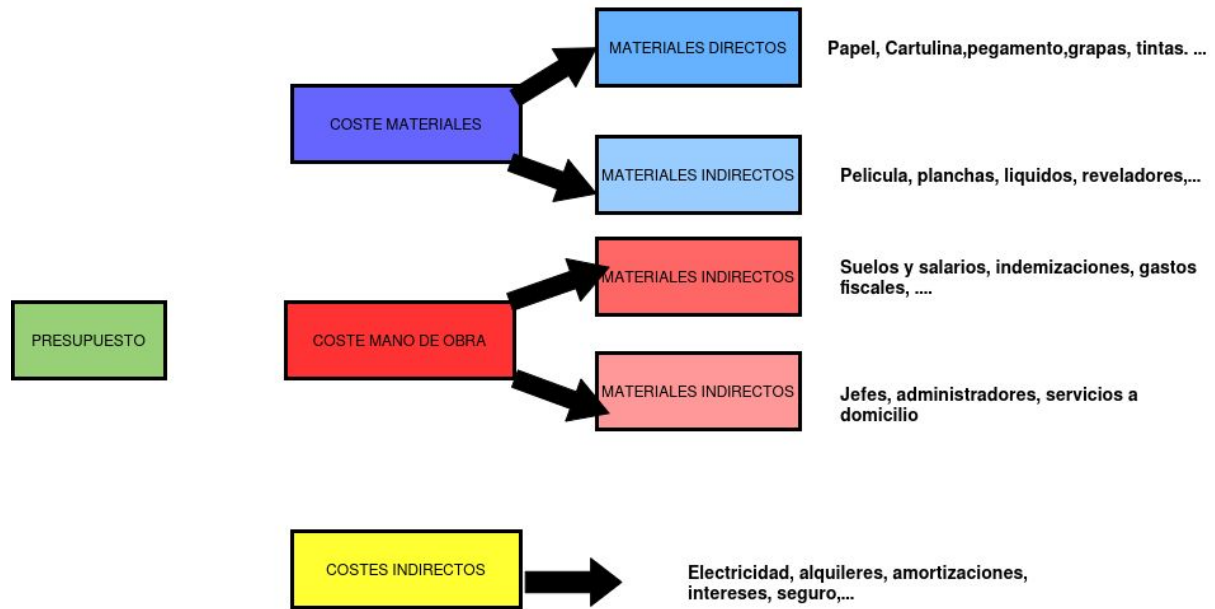 MATERIALES DIRECTOS
Papel, Cartulina,pegamento,grapas, tintas. ...
COSTE MATERIALES
MATERIALES INDIRECTOS
Pelicula, planchas, liquidos, reveladores,...
MATERIALES INDIRECTOS
Suelos y salarios, indemizaciones, gastos
fiscales, ....
PRESUPUESTO
COSTE MANO DE OBRA
MATERIALES INDIRECTOS
Jefes, administradores, servicios a
domicilio
COSTES INDIRECTOS
Electricidad, alquileres, amortizaciones,
intereses, seguro,...